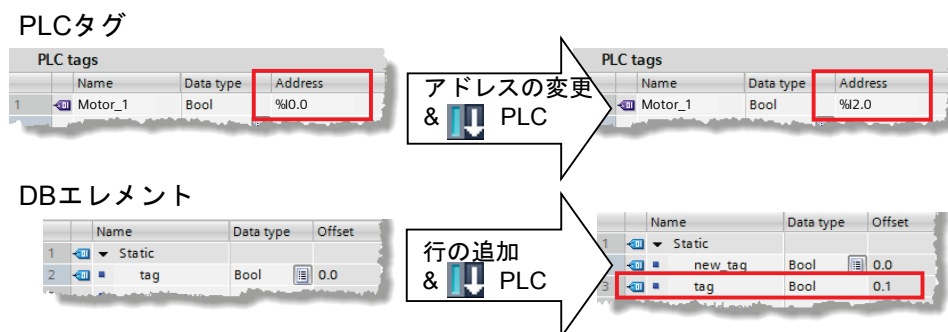 PLCタグ
PLC tags
Name Data type Address
1 Motor_1 Bool %I0.0
アドレスの変更
& PLC
PLC tags
Name Data type Address
Motor_1 Bool %I2.0
DBエレメント
Name Data type Offset
1 Static
2 tag Bool 0.0
行の追加
& PLC
Name Data type Offset
1 Static
new_tag Bool 0.0
3 tag Bool 0.1